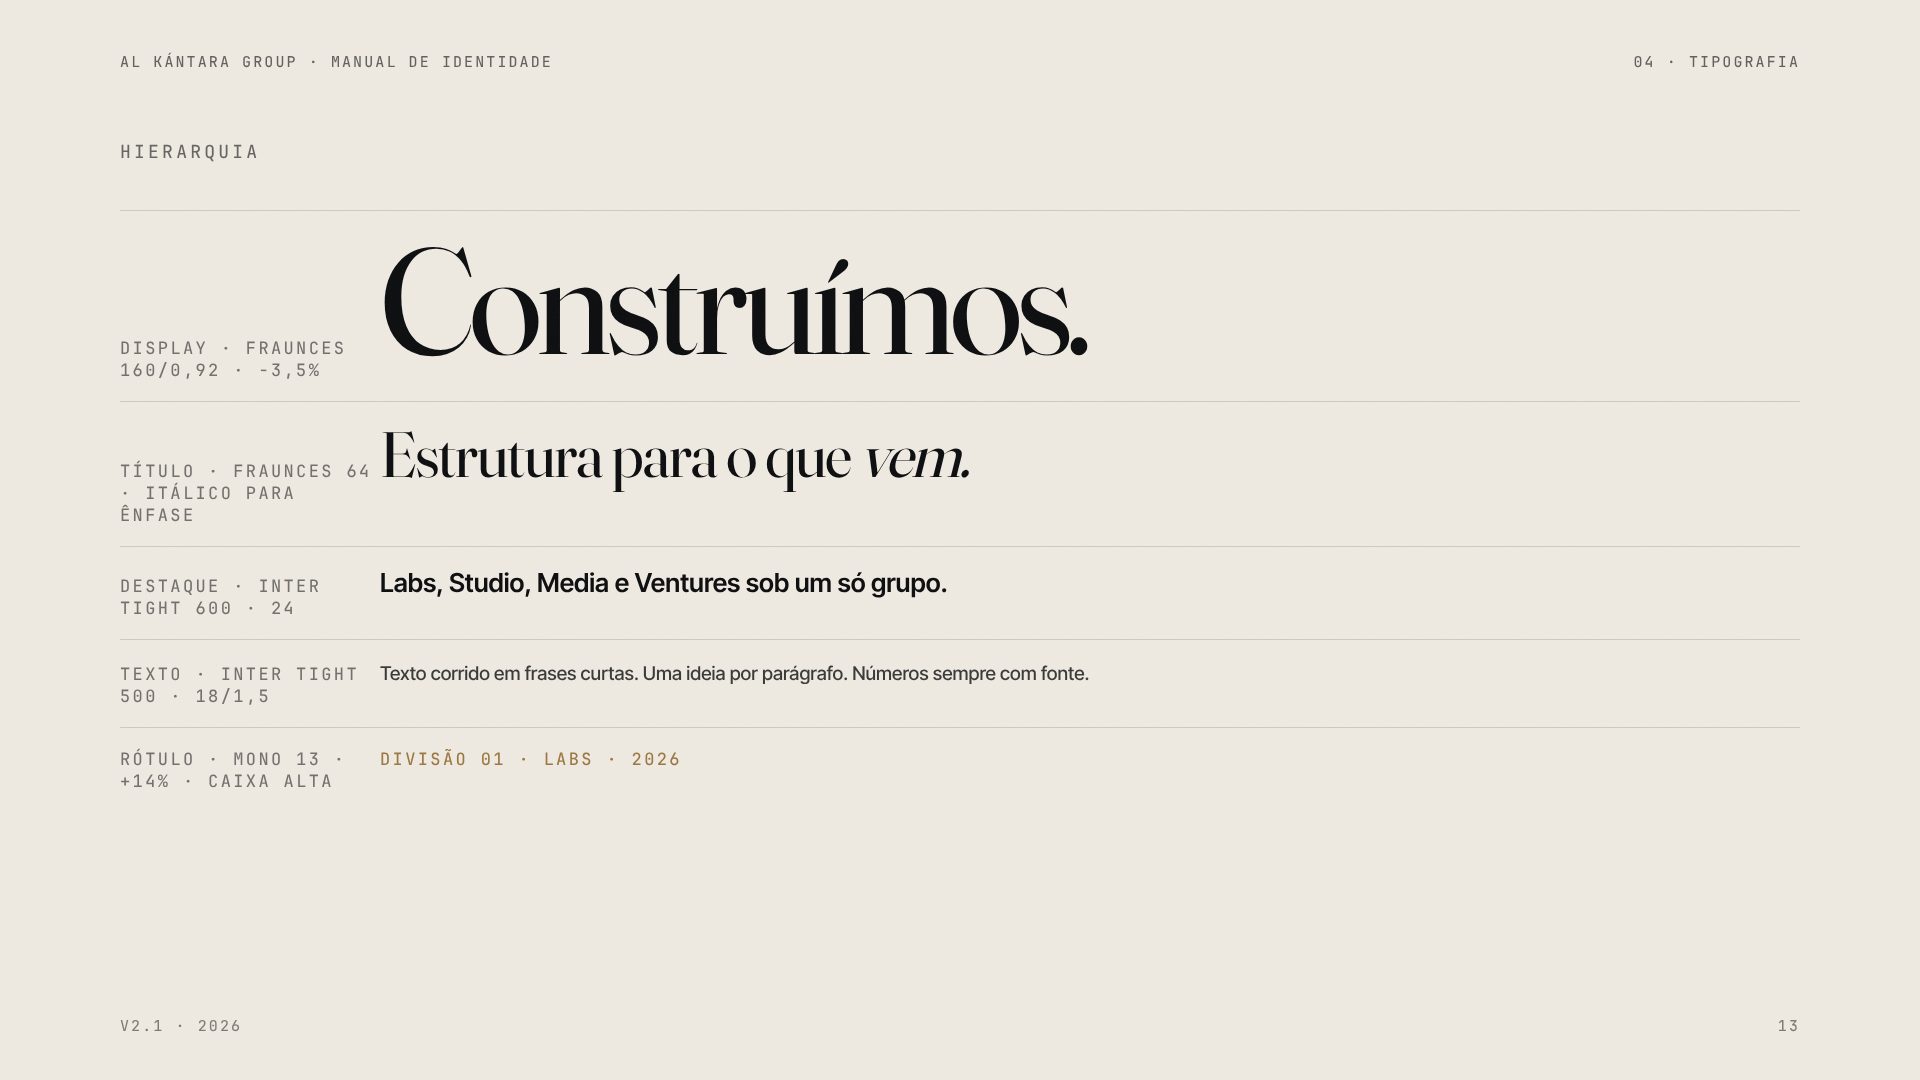 AL KÁNTARA GROUP · MANUAL DE IDENTIDADE
04 · TIPOGRAFIA
HIERARQUIA
DISPLAY · FRAUNCES
160/0,92 · -3,5%
Construímos.
TÍTULO · FRAUNCES 64
· ITÁLICO PARA
ÊNFASE
Estrutura para o que vem.
DESTAQUE · INTER
TIGHT 600 · 24
Labs, Studio, Media e Ventures sob um só grupo.
TEXTO · INTER TIGHT
500 · 18/1,5
Texto corrido em frases curtas. Uma ideia por parágrafo. Números sempre com fonte.
RÓTULO · MONO 13 ·
+14% · CAIXA ALTA
DIVISÃO 01 · LABS · 2026
V2.1 · 2026
13